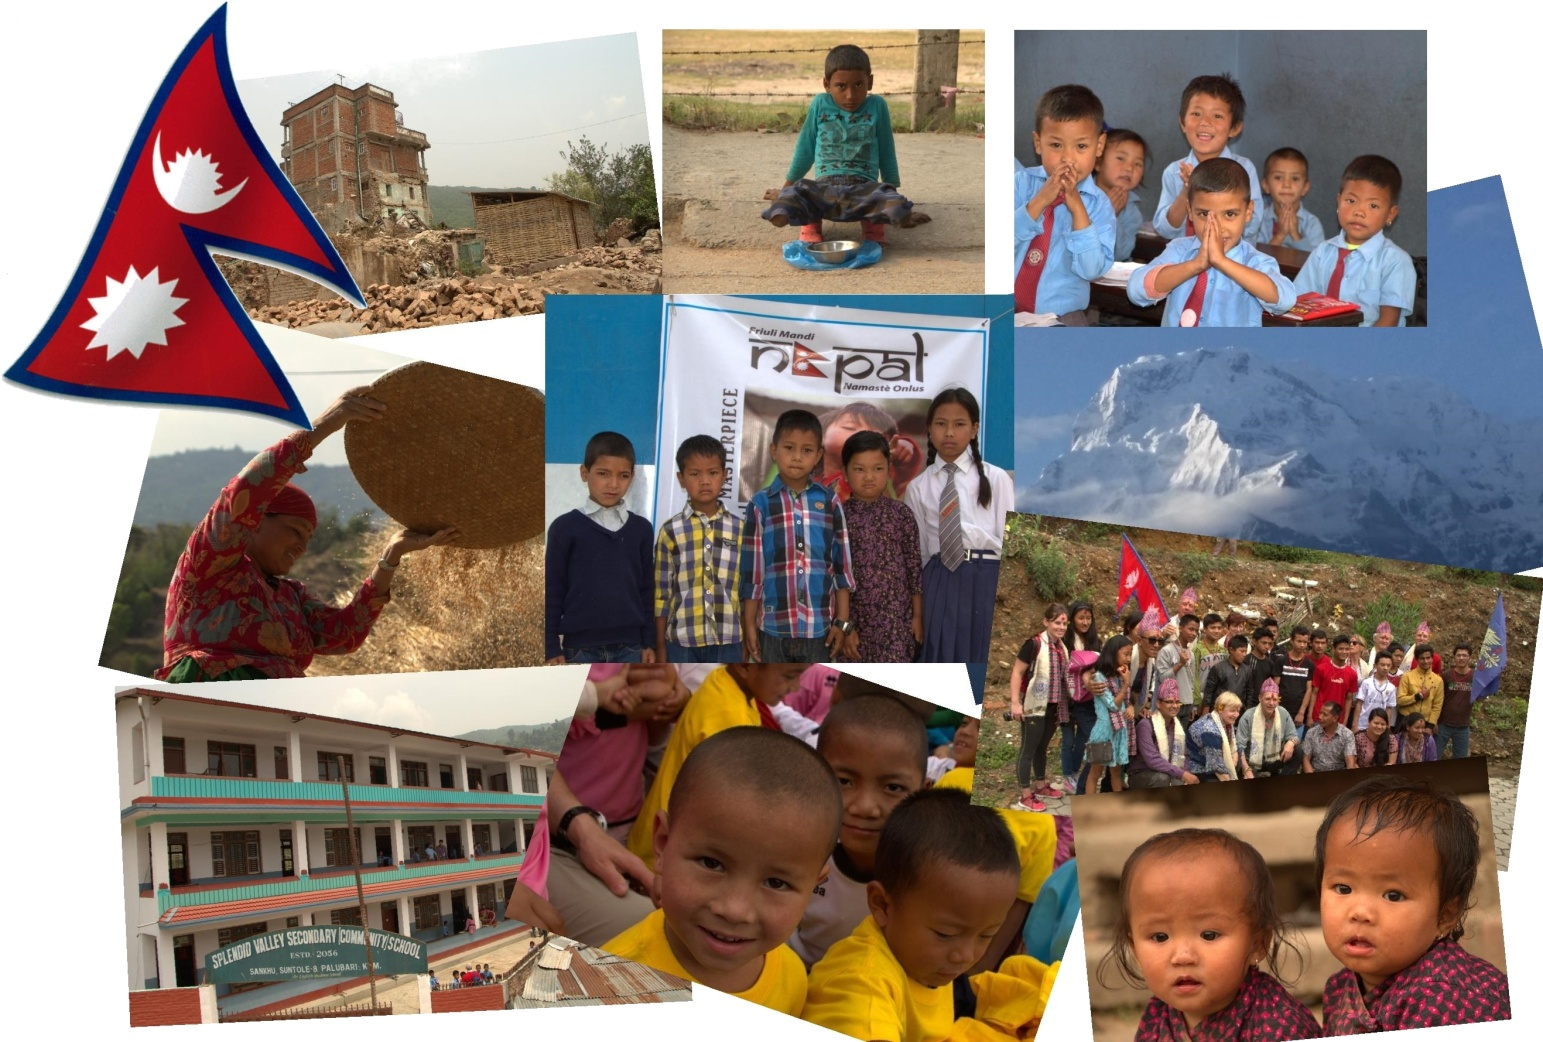 Friuli Mandi
nepal
Namastè Onlus
MASTERPIECE
SPLENDID VALLEY SECONDARY (COMMUNITY) SCHOOL
ESTD.-2056
SANKHU, SUNTOLE-8 PALUBARI, KTM.